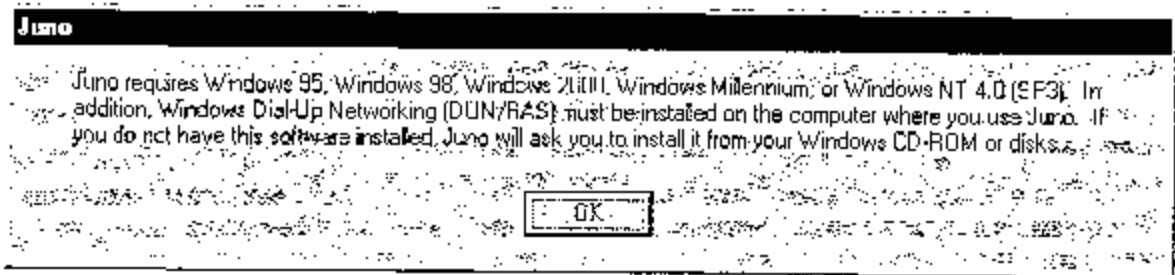 Juno
Juno requires Windows 95, Windows 98, Windows 2000, Windows Millennium, or Windows NT 4.0 (SP3). In
addition, Windows Dial-Up Networking (DUN/RAS) must be installed on the computer where you use Juno. If
you do not have this software installed, Juno will ask you to install it from your Windows CD-ROM or disks.
OK